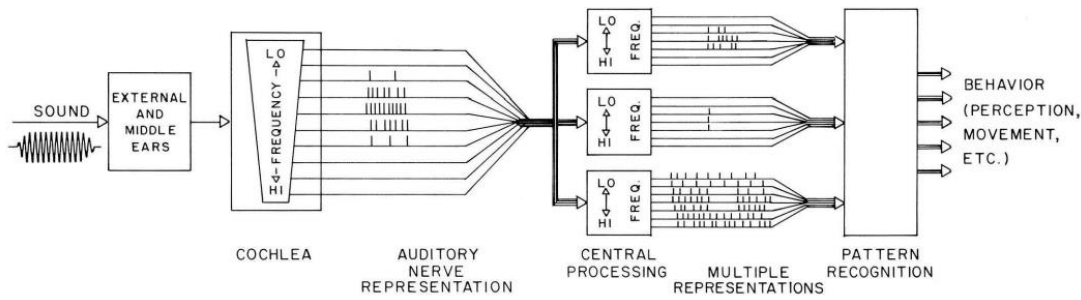 SOUND
EXTERNAL
AND
MIDDLE
EARS
LO
FREQUENCY
HI
COCHLEA
AUDITORY
NERVE
REPRESENTATION
LO
HI
FREQ.
LO
HI
FREQ.
LO
HI
FREQ.
CENTRAL
PROCESSING
MULTIPLE
REPRESENTATIONS
PATTERN
RECOGNITION
BEHAVIOR
(PERCEPTION,
MOVEMENT,
ETC.)